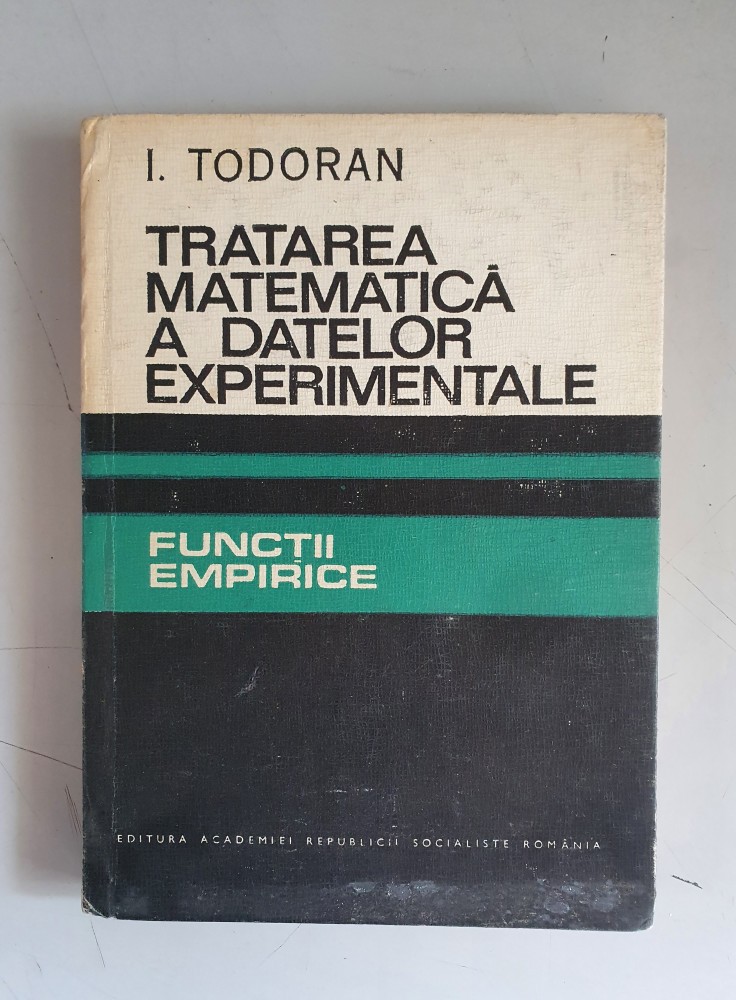 I. TODORAN
TRATAREA
MATEMATICĂ
A DATELOR
EXPERIMENTALE
FUNCȚII
EMPIRICE
EDITURA ACADEMIEI REPUBLICII SOCIALISTE ROMÂNIA